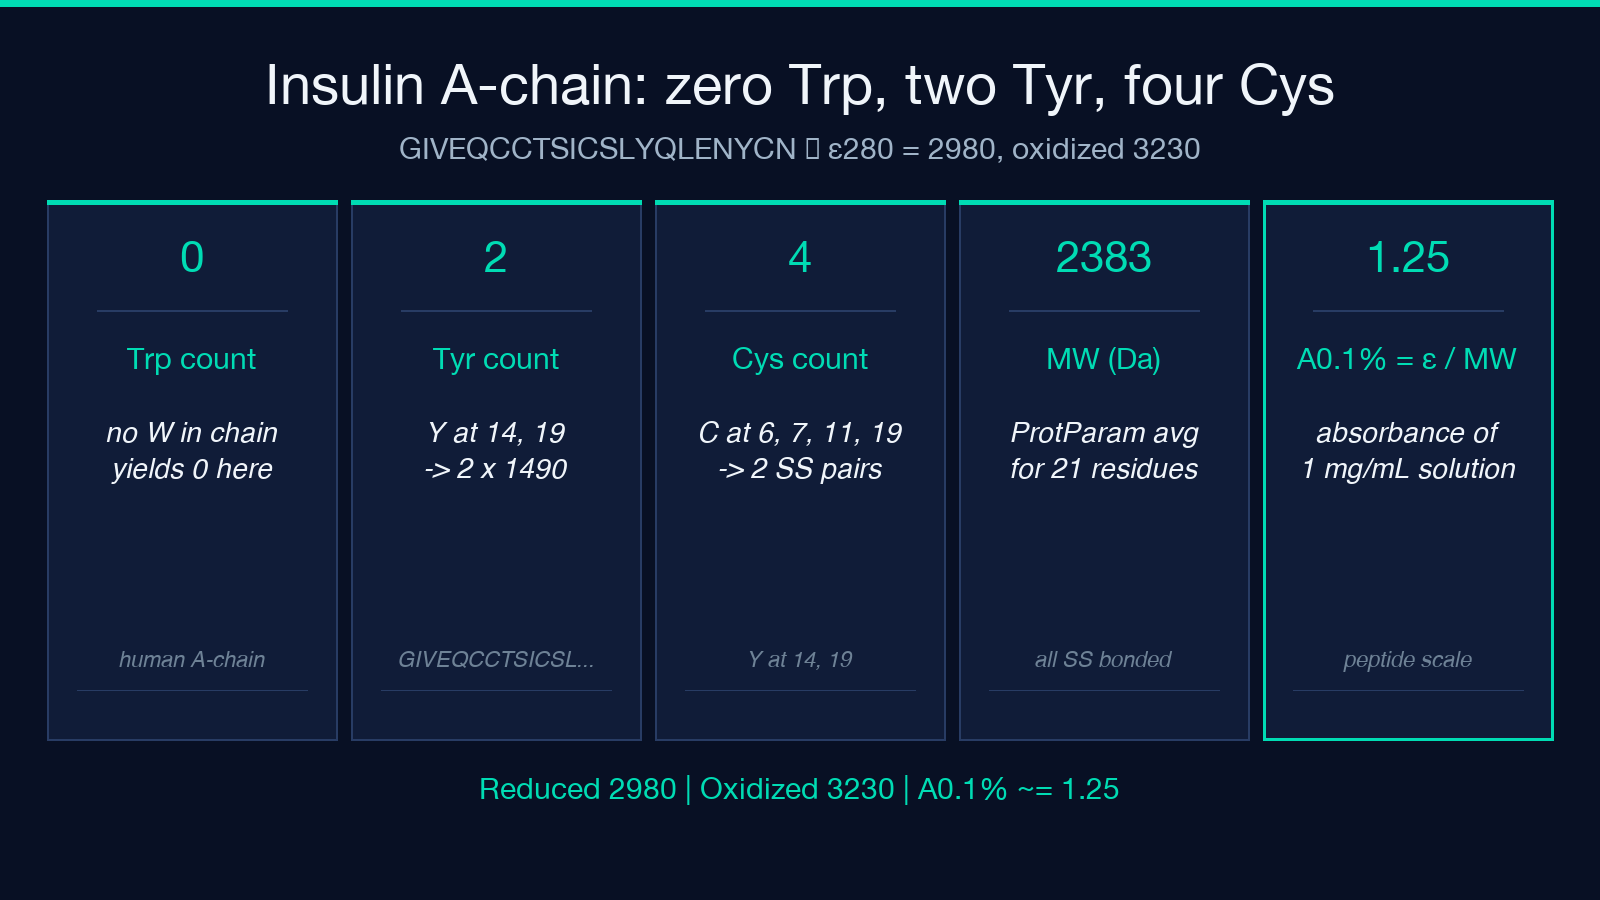 Insulin A-chain: zero Trp, two Tyr, four Cys
GIVEQCCTSICSLYQLENYCN ▯ ε280 = 2980, oxidized 3230
0
Trp count
no W in chain
yields 0 here
human A-chain
2
Tyr count
Y at 14, 19
-> 2 x 1490
GIVEQCCTSICSL...
4
Cys count
C at 6, 7, 11, 19
-> 2 SS pairs
Y at 14, 19
2383
MW (Da)
ProtParam avg
for 21 residues
all SS bonded
1.25
A0.1% = ε / MW
absorbance of
1 mg/mL solution
peptide scale
Reduced 2980 | Oxidized 3230 | A0.1% ~= 1.25